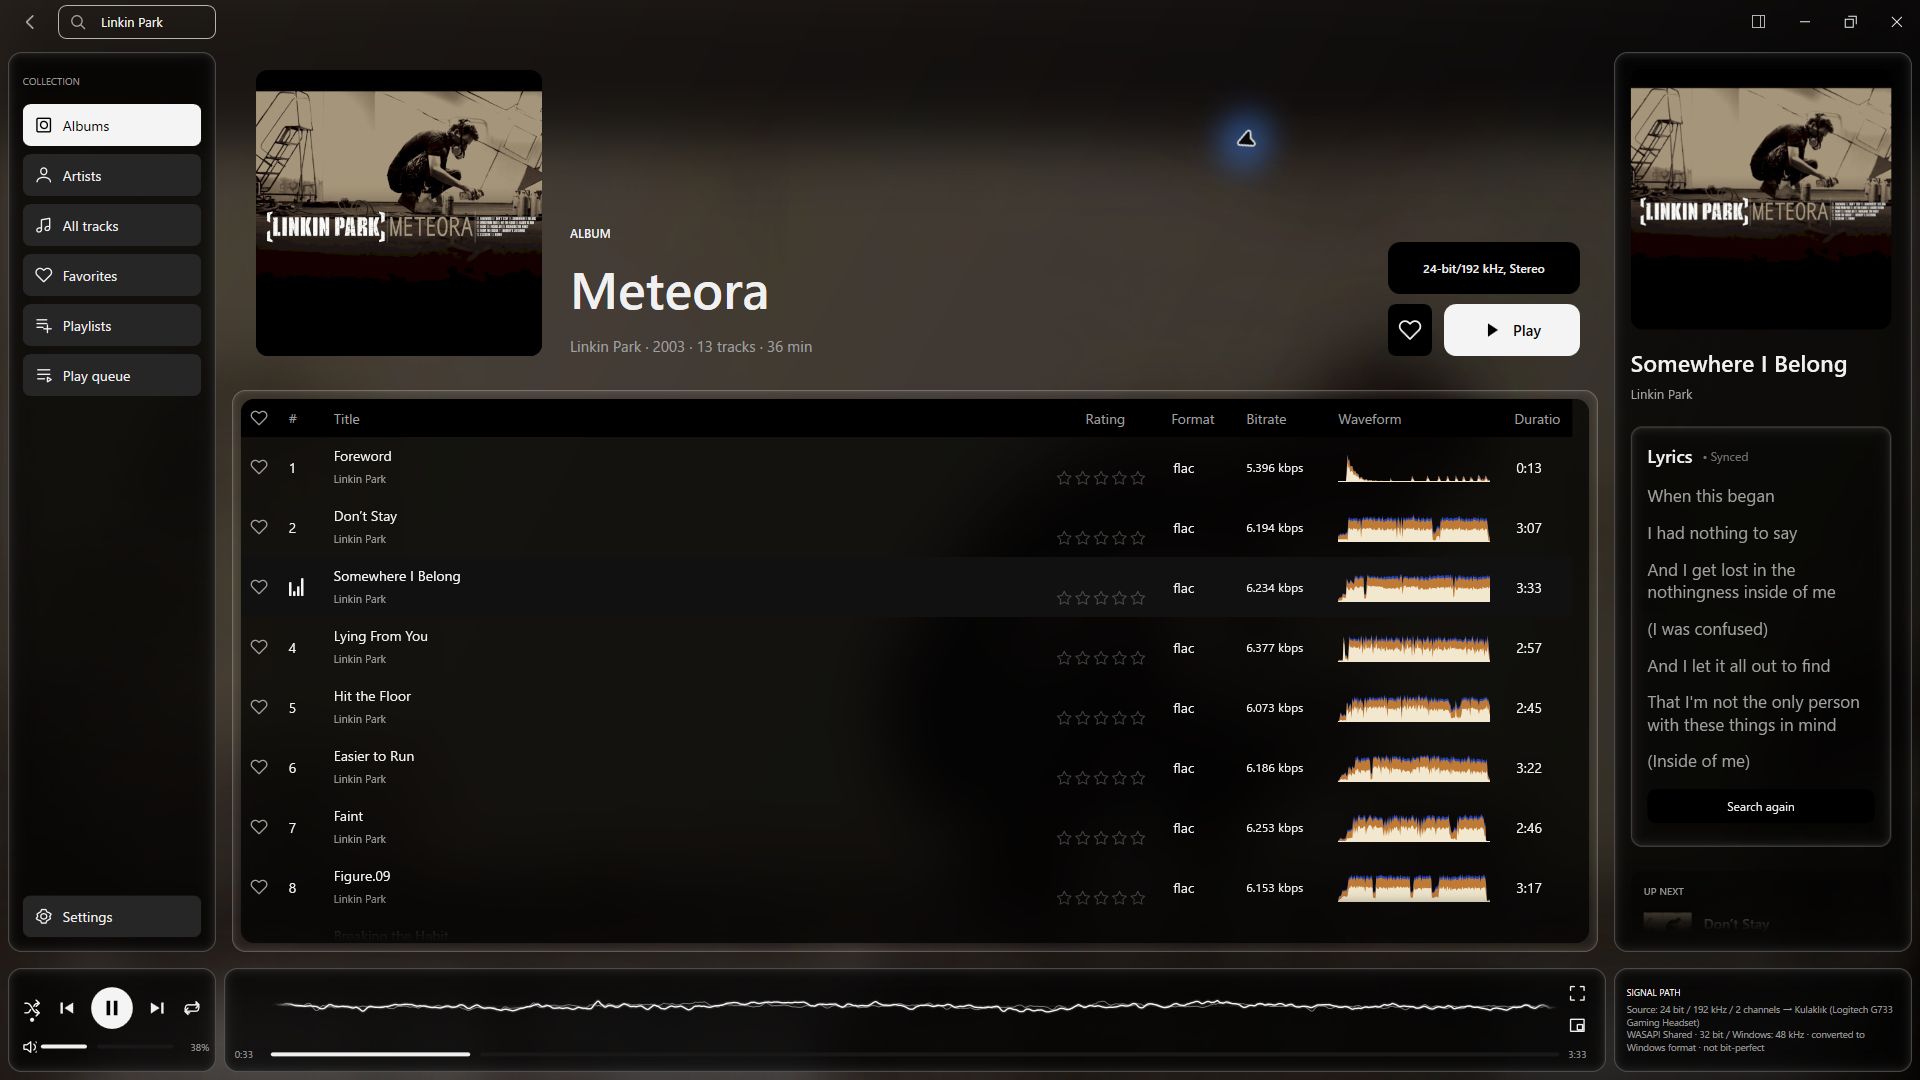 Linkin Park
COLLECTION
Albums
Artists
All tracks
Favorites
Playlists
Play queue
Settings
[LINKIN PARK] METEORA
ALBUM
Meteora
Linkin Park · 2003 · 13 tracks · 36 min
24-bit/192 kHz, Stereo
Play
# Title Rating Format Bitrate Waveform Duratio
1 Foreword flac 5.396 kbps 0:13
Linkin Park
2 Don't Stay flac 6.194 kbps 3:07
Linkin Park
Somewhere I Belong flac 6.234 kbps 3:33
Linkin Park
4 Lying From You flac 6.377 kbps 2:57
Linkin Park
5 Hit the Floor flac 6.073 kbps 2:45
Linkin Park
6 Easier to Run flac 6.186 kbps 3:22
Linkin Park
7 Faint flac 6.253 kbps 2:46
Linkin Park
8 Figure.09 flac 6.153 kbps 3:17
Linkin Park
Breaking the Habit
[LINKIN PARK] METEORA
Somewhere I Belong
Linkin Park
Lyrics • Synced
When this began
I had nothing to say
And I get lost in the
nothingness inside of me
(I was confused)
And I let it all out to find
That I'm not the only person
with these things in mind
(Inside of me)
Search again
UP NEXT
Don't Stay
38%
0:33
3:33
SIGNAL PATH
Source: 24 bit / 192 kHz / 2 channels → Kulaklık (Logitech G733
Gaming Headset)
WASAPI Shared · 32 bit / Windows: 48 kHz · converted to
Windows format · not bit-perfect